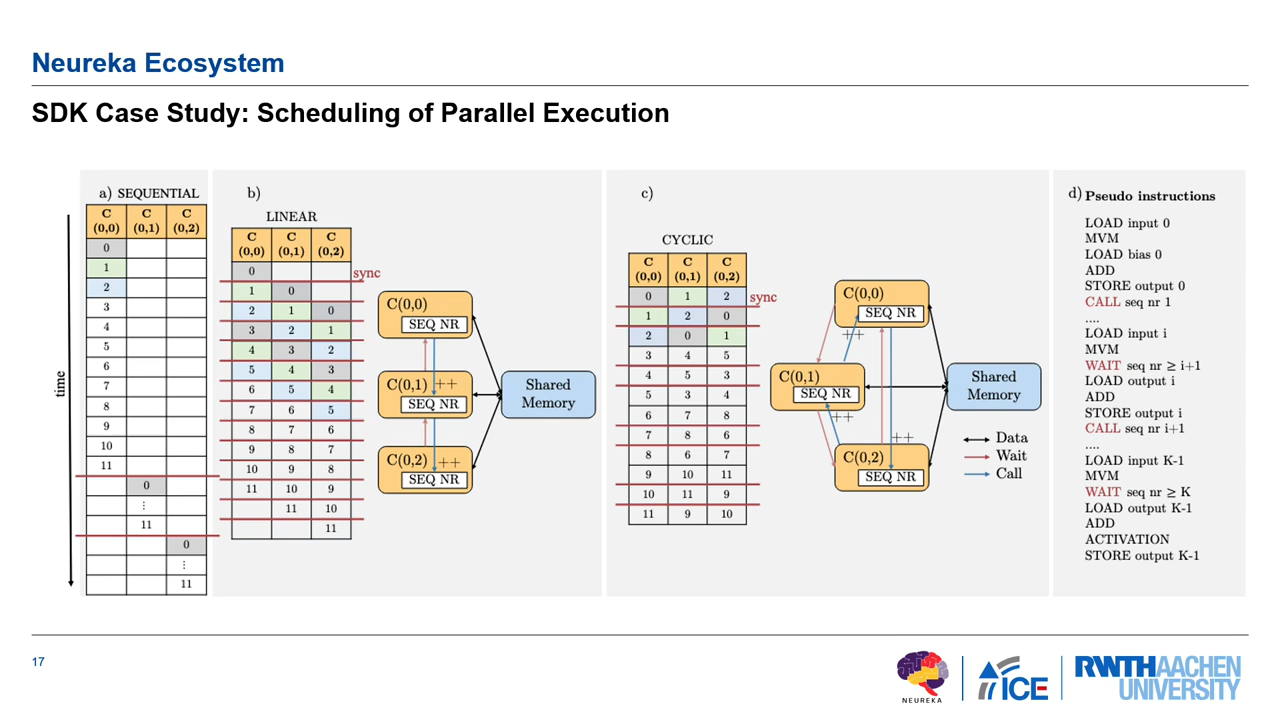 Neureka Ecosystem
SDK Case Study: Scheduling of Parallel Execution
a) SEQUENTIAL
C (0,0) C (0,1) C (0,2)
0
1
2
3
4
5
6
7
8
9
10
11
0
⋮
11
0
⋮
11
time
b)
LINEAR
C (0,0) C (0,1) C (0,2)
0
sync
1 0
2 1 0
3 2 1
4 3 2
5 4 3
6 5 4
7 6 5
8 7 6
9 8 7
10 9 8
11 10 9
11 10
11
C(0,0)
SEQ NR
C(0,1) ++
SEQ NR
C(0,2) ++
SEQ NR
Shared Memory
c)
CYCLIC
C (0,0) C (0,1) C (0,2)
0 1 2
sync
1 2 0
2 0 1
3 4 5
4 5 3
5 3 4
6 7 8
7 8 6
8 6 7
9 10 11
10 11 9
11 9 10
C(0,0)
SEQ NR
++
C(0,1)
SEQ NR
++
++
C(0,2)
SEQ NR
Shared Memory
Data
Wait
Call
d) Pseudo instructions
LOAD input 0
MVM
LOAD bias 0
ADD
STORE output 0
CALL seq nr 1
....
LOAD input i
MVM
WAIT seq nr ≥ i+1
LOAD output i
ADD
STORE output i
CALL seq nr i+1
....
LOAD input K-1
MVM
WAIT seq nr ≥ K
LOAD output K-1
ADD
ACTIVATION
STORE output K-1
17
NEUREKA
ICE
RWTHAACHEN
UNIVERSITY